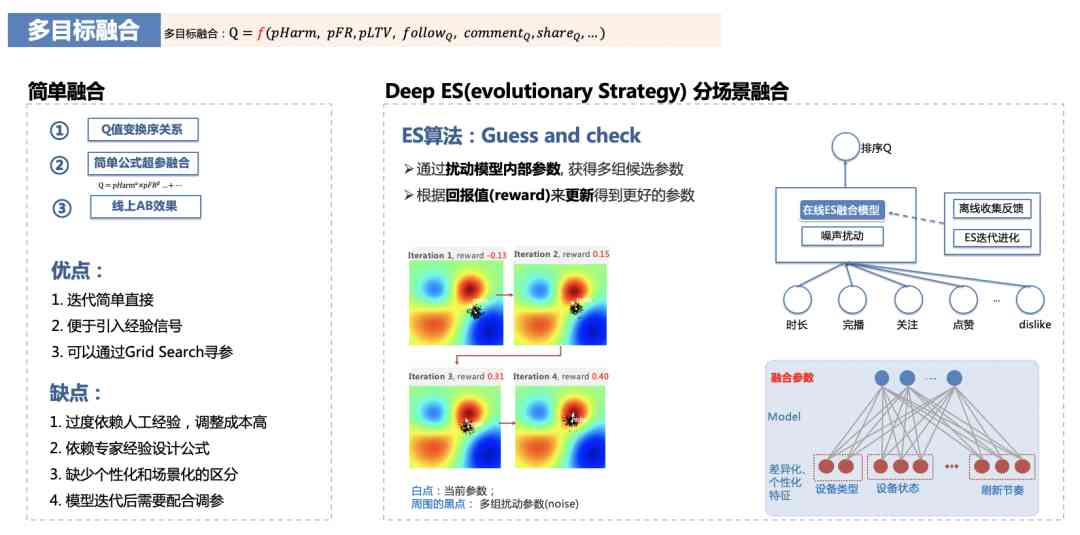 多目标融合
多目标融合：Q = f(pHarm, pFR, pLTV, follow_Q, comment_Q, share_Q, …)
简单融合
① Q值变换序关系
② 简单公式超参融合
Q = pHarm^α×pFR^β … + ⋯
③ 线上AB效果
优点：
1. 迭代简单直接
2. 便于引入经验信号
3. 可以通过Grid Search寻参
缺点：
1. 过度依赖人工经验，调整成本高
2. 依赖专家经验设计公式
3. 缺少个性化和场景化的区分
4. 模型迭代后需要配合调参
Deep ES(evolutionary Strategy) 分场景融合
ES算法：Guess and check
➢通过扰动模型内部参数, 获得多组候选参数
➢根据回报值(reward)来更新得到更好的参数
Iteration 1, reward -0.13
Iteration 2, reward 0.15
Iteration 3, reward 0.31
Iteration 4, reward 0.40
白点：当前参数；
周围的黑点： 多组扰动参数(noise)
排序Q
在线ES融合模型
噪声扰动
离线收集反馈
ES迭代进化
...
时长 完播 关注 点赞 dislike
融合参数
....
Model
差异化、
个性化
特征
设备类型 设备状态 刷新节奏